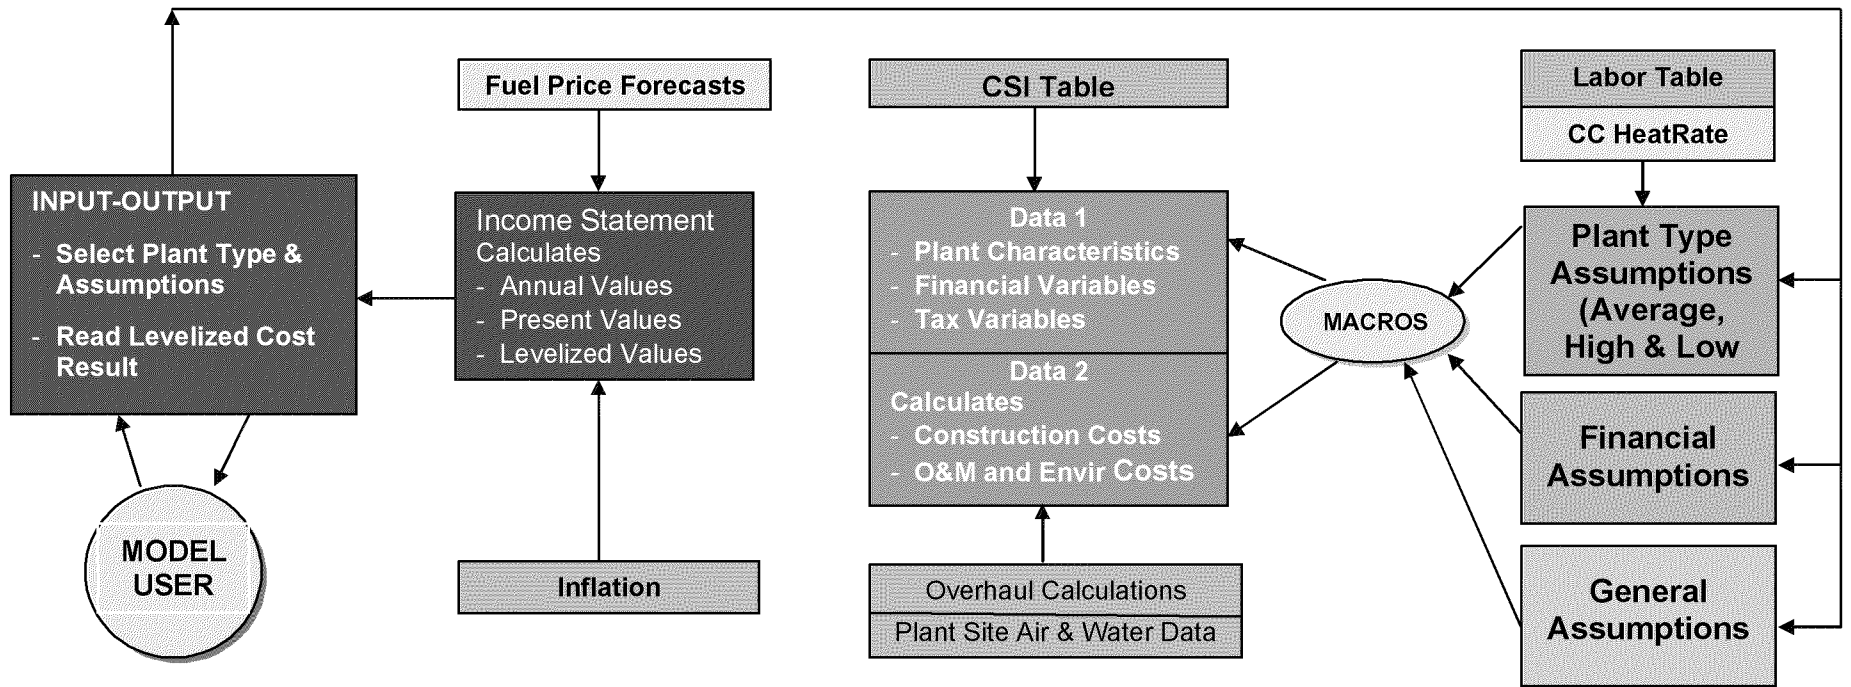 Fuel Price Forecasts
CSI Table
Labor Table
CC HeatRate
INPUT-OUTPUT
- Select Plant Type &
Assumptions
- Read Levelized Cost
Result
Income Statement
Calculates
- Annual Values
- Present Values
- Levelized Values
Data 1
- Plant Characteristics
- Financial Variables
- Tax Variables
Data 2
Calculates
- Construction Costs
- O&M and Envir Costs
MACROS
Plant Type
Assumptions
(Average,
High & Low
Financial
Assumptions
General
Assumptions
MODEL
USER
Inflation
Overhaul Calculations
Plant Site Air & Water Data